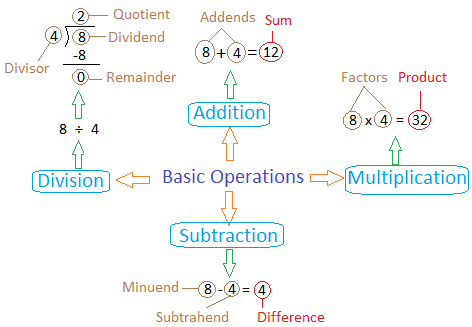 2 Quotient
4 8 Dividend
Divisor
-8
0 Remainder
8 ÷ 4
Division
Addends
Sum
8 + 4 = 12
Addition
Factors Product
8 x 4 = 32
Multiplication
Basic Operations
Subtraction
Minuend 8 - 4 = 4
Subtrahend Difference